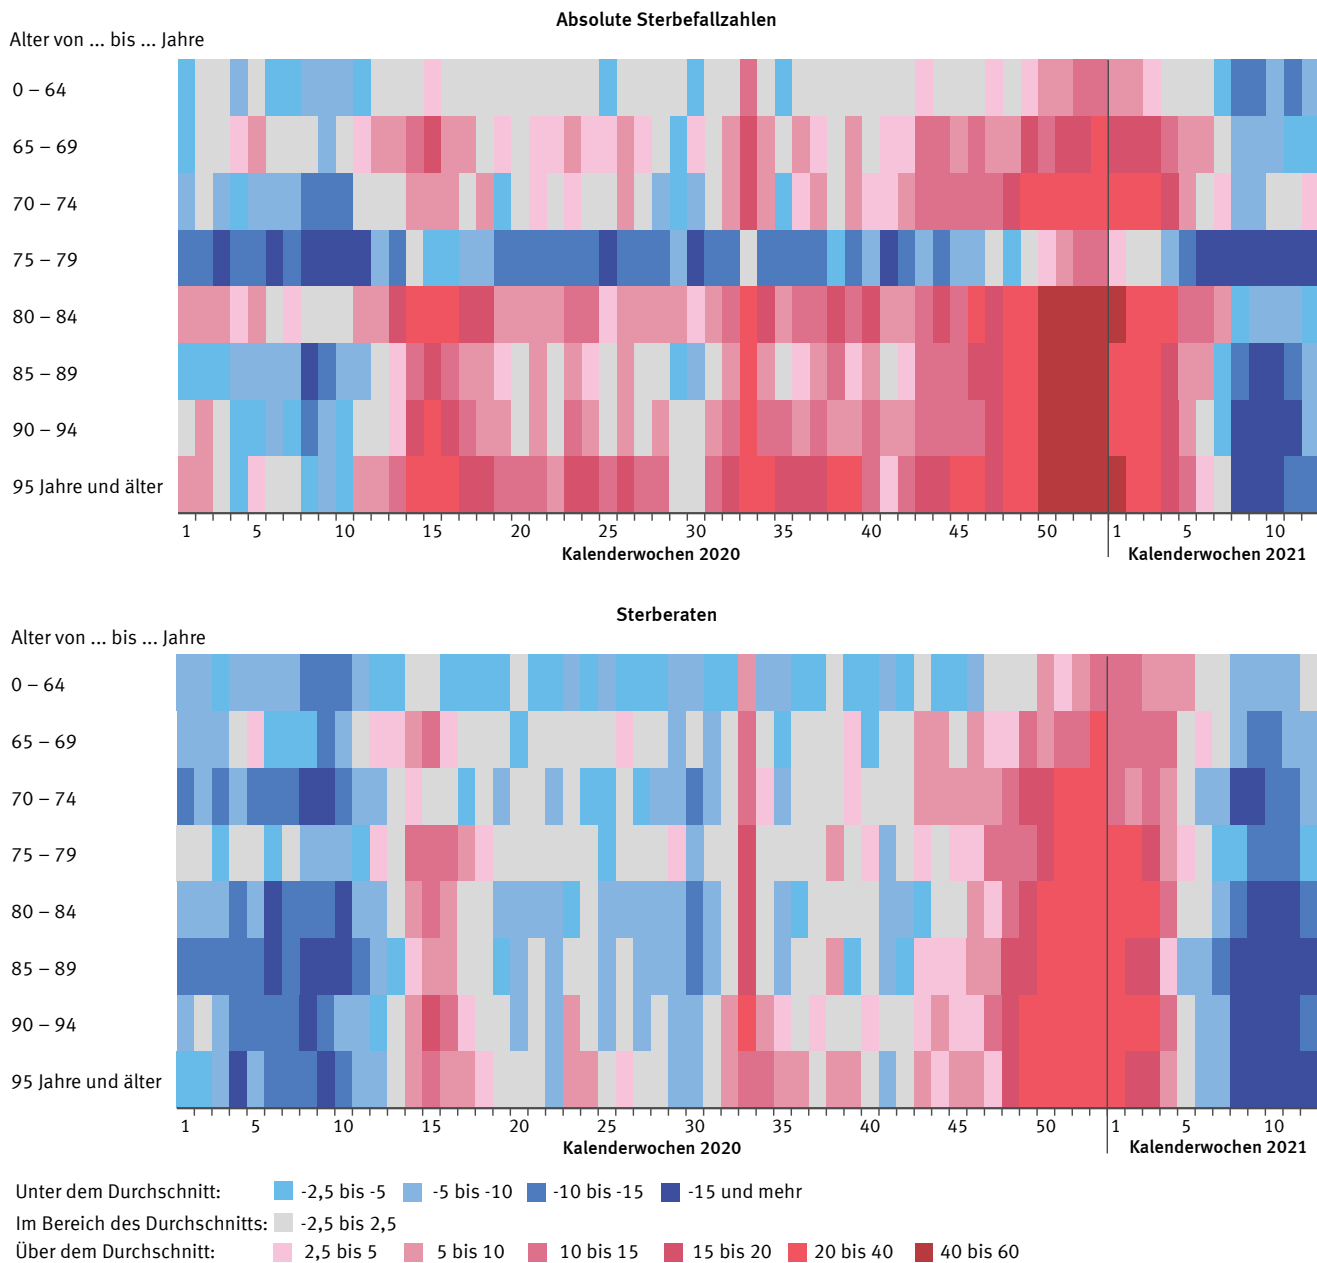 Absolute Sterbefallzahlen
Alter von ... bis ... Jahre
0 – 64
65 – 69
70 – 74
75 – 79
80 – 84
85 – 89
90 – 94
95 Jahre und älter
1 5 10 15 20 25 30 35 40 45 50 1 5 10
Kalenderwochen 2020 Kalenderwochen 2021
Sterberaten
Alter von ... bis ... Jahre
0 – 64
65 – 69
70 – 74
75 – 79
80 – 84
85 – 89
90 – 94
95 Jahre und älter
1 5 10 15 20 25 30 35 40 45 50 1 5 10
Kalenderwochen 2020 Kalenderwochen 2021
Unter dem Durchschnitt: -2,5 bis -5 -5 bis -10 -10 bis -15 -15 und mehr
Im Bereich des Durchschnitts: -2,5 bis 2,5
Über dem Durchschnitt: 2,5 bis 5 5 bis 10 10 bis 15 15 bis 20 20 bis 40 40 bis 60